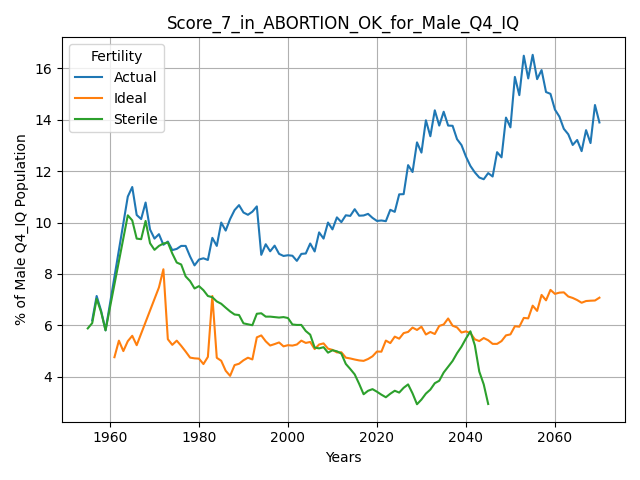 Score_7_in_ABORTION_OK_for_Male_Q4_IQ
Fertility
Actual
Ideal
Sterile
% of Male Q4_IQ Population
16
14
12
10
8
6
4
1960 1980 2000 2020 2040 2060
Years